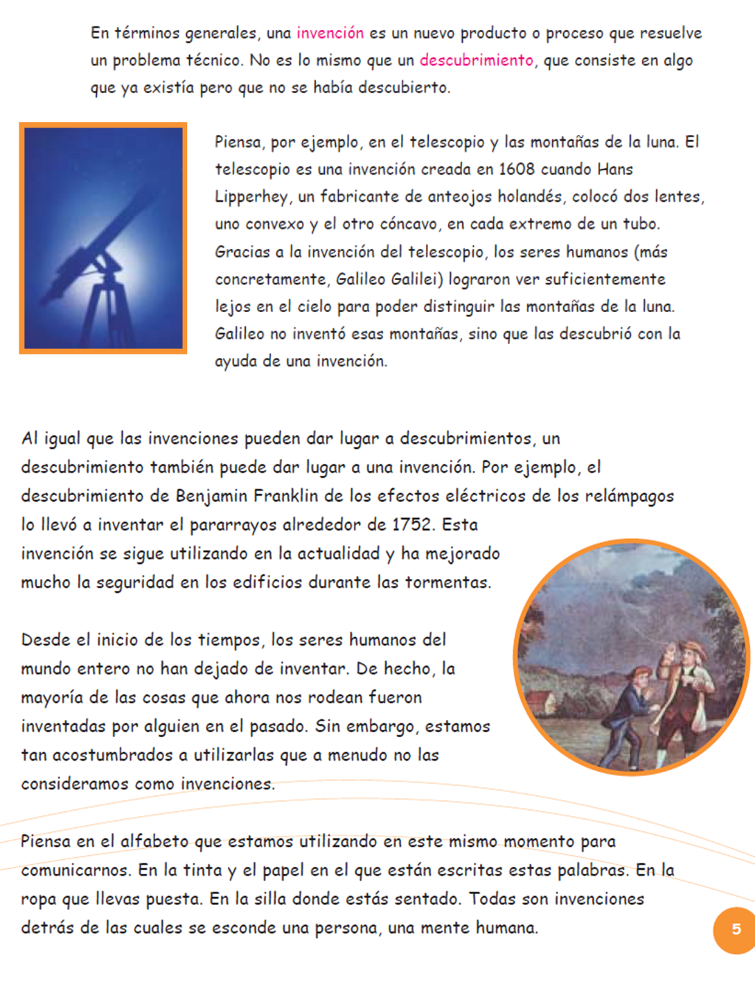 En términos generales, una invención es un nuevo producto o proceso que resuelve
un problema técnico. No es lo mismo que un descubrimiento, que consiste en algo
que ya existía pero que no se había descubierto.
Piensa, por ejemplo, en el telescopio y las montañas de la luna. El
telescopio es una invención creada en 1608 cuando Hans
Lipperhey, un fabricante de anteojos holandés, colocó dos lentes,
uno convexo y el otro cóncavo, en cada extremo de un tubo.
Gracias a la invención del telescopio, los seres humanos (más
concretamente, Galileo Galilei) lograron ver suficientemente
lejos en el cielo para poder distinguir las montañas de la luna.
Galileo no inventó esas montañas, sino que las descubrió con la
ayuda de una invención.
Al igual que las invenciones pueden dar lugar a descubrimientos, un
descubrimiento también puede dar lugar a una invención. Por ejemplo, el
descubrimiento de Benjamin Franklin de los efectos eléctricos de los relámpagos
lo llevó a inventar el pararrayos alrededor de 1752. Esta
invención se sigue utilizando en la actualidad y ha mejorado
mucho la seguridad en los edificios durante las tormentas.
Desde el inicio de los tiempos, los seres humanos del
mundo entero no han dejado de inventar. De hecho, la
mayoría de las cosas que ahora nos rodean fueron
inventadas por alguien en el pasado. Sin embargo, estamos
tan acostumbrados a utilizarlas que a menudo no las
consideramos como invenciones.
Piensa en el alfabeto que estamos utilizando en este mismo momento para
comunicarnos. En la tinta y el papel en el que están escritas estas palabras. En la
ropa que llevas puesta. En la silla donde estás sentado. Todas son invenciones
detrás de las cuales se esconde una persona, una mente humana.
5